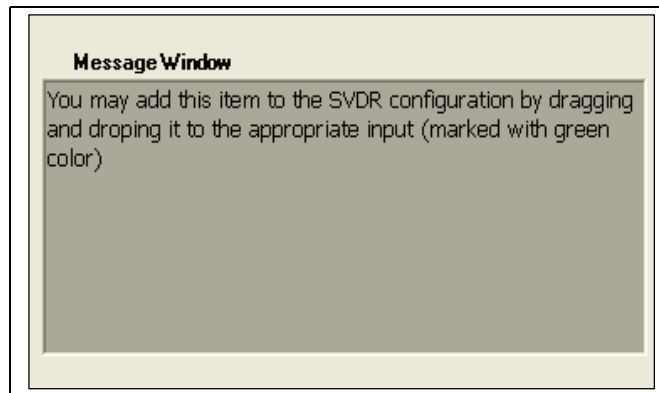 Message Window
You may add this item to the SVDR configuration by dragging
and droping it to the appropriate input (marked with green
color)